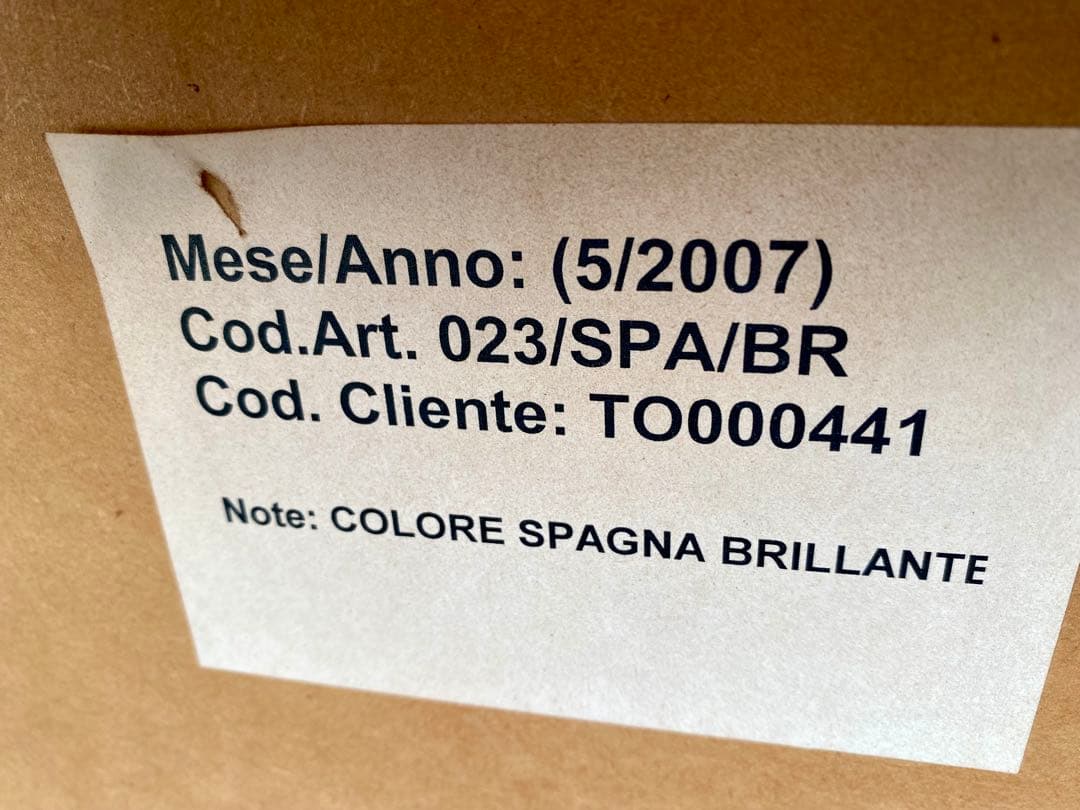 Mese/Anno: (5/2007)
Cod.Art. 023/SPA/BR
Cod. Cliente: TO000441
Note: COLORE SPAGNA BRILLANTE